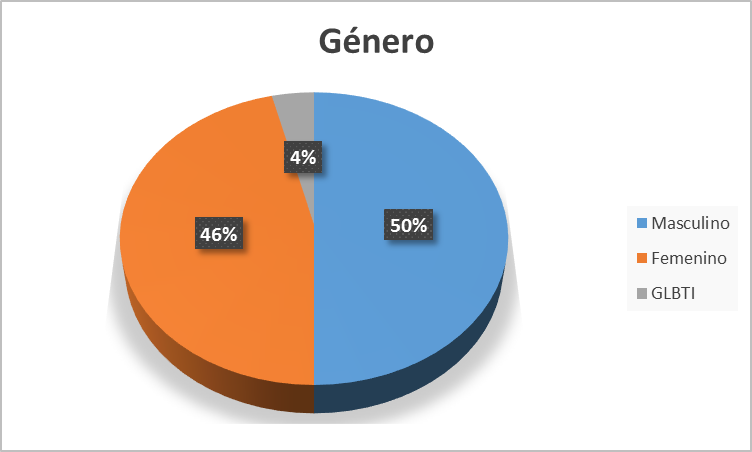 Género
4%
46%
50%
Masculino
Femenino
GLBTI